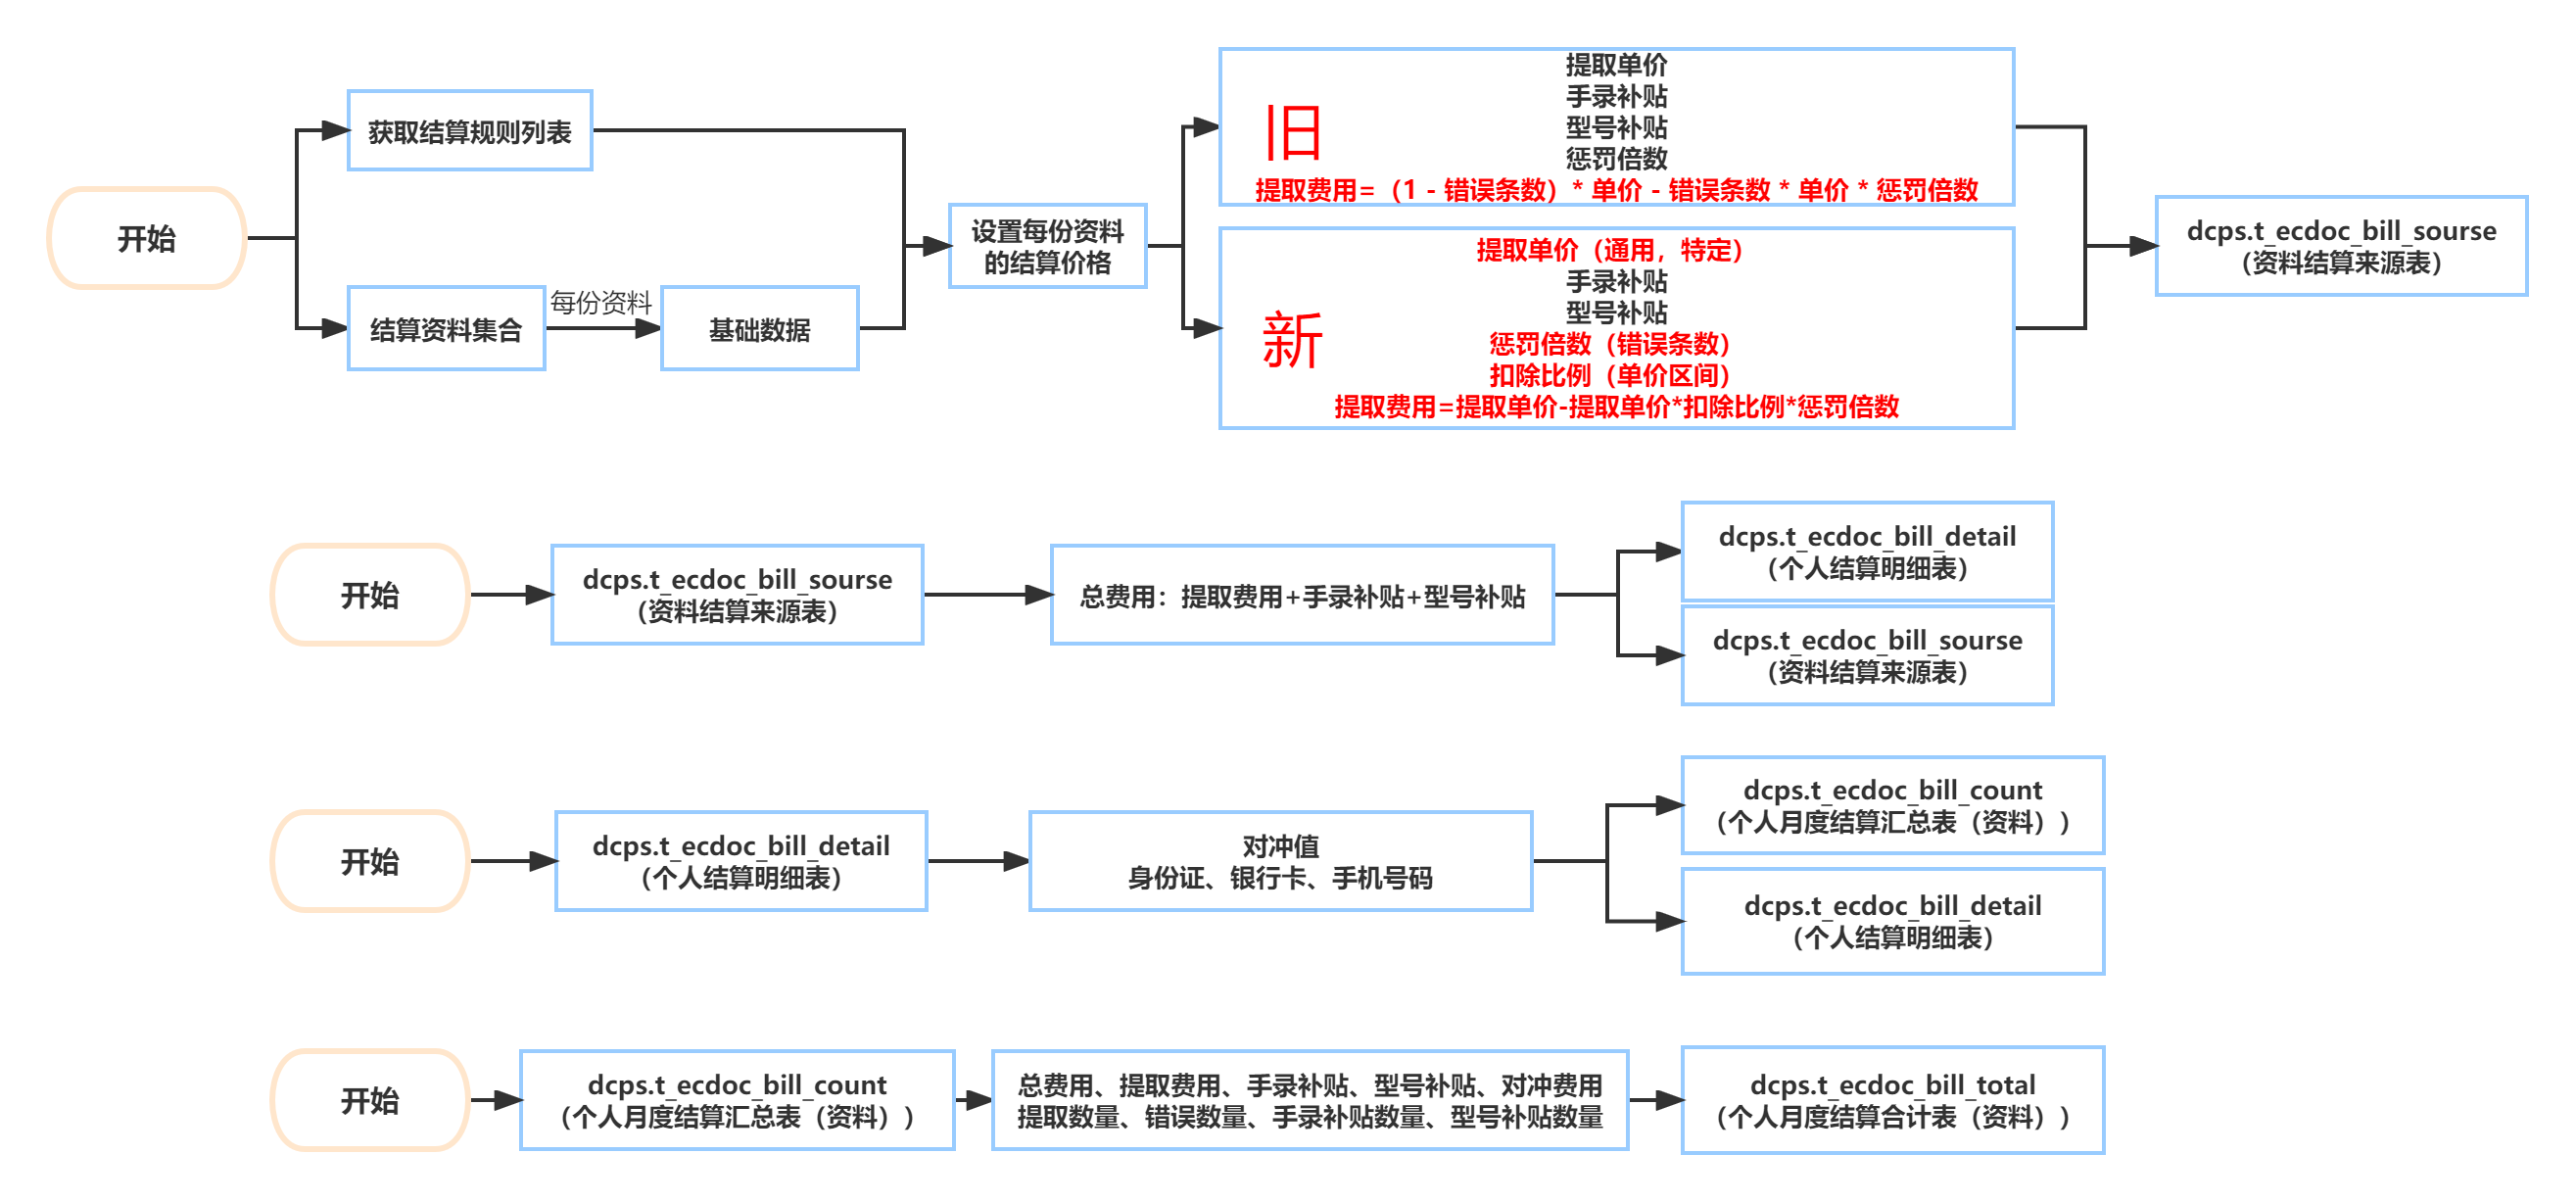 开始
获取结算规则列表
结算资料集合
每份资料
基础数据
设置每份资料
的结算价格
旧
提取单价
手录补贴
型号补贴
惩罚倍数
提取费用=（1 - 错误条数）* 单价 - 错误条数 * 单价 * 惩罚倍数
新
提取单价（通用，特定）
手录补贴
型号补贴
惩罚倍数（错误条数）
扣除比例（单价区间）
提取费用=提取单价-提取单价*扣除比例*惩罚倍数
dcps.t_ecdoc_bill_sourse
（资料结算来源表）
开始
dcps.t_ecdoc_bill_sourse
（资料结算来源表）
总费用：提取费用+手录补贴+型号补贴
dcps.t_ecdoc_bill_detail
（个人结算明细表）
dcps.t_ecdoc_bill_sourse
（资料结算来源表）
开始
dcps.t_ecdoc_bill_detail
（个人结算明细表）
对冲值
身份证、银行卡、手机号码
dcps.t_ecdoc_bill_count
（个人月度结算汇总表（资料））
dcps.t_ecdoc_bill_detail
（个人结算明细表）
开始
dcps.t_ecdoc_bill_count
（个人月度结算汇总表（资料））
总费用、提取费用、手录补贴、型号补贴、对冲费用
提取数量、错误数量、手录补贴数量、型号补贴数量
dcps.t_ecdoc_bill_total
（个人月度结算合计表（资料））